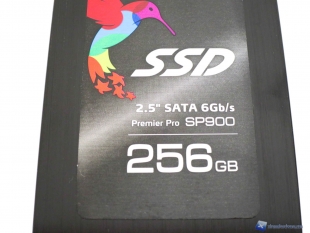 SSD
2.5" SATA 6Gb/s
Premier Pro SP900
256GB